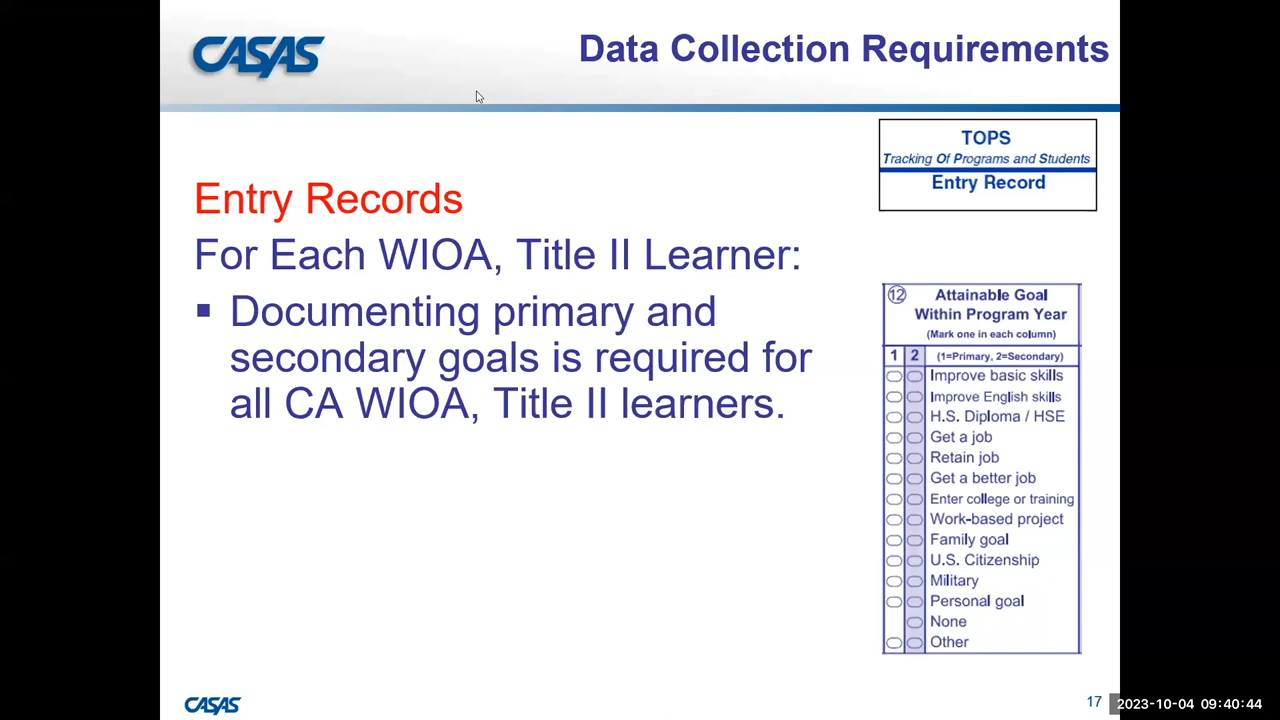 CASAS
Data Collection Requirements
TOPS
Tracking Of Programs and Students
Entry Record
Entry Records
For Each WIOA, Title II Learner:
▪ Documenting primary and
secondary goals is required for
all CA WIOA, Title II learners.
12 Attainable Goal
Within Program Year
(Mark one in each column)
1 2 (1=Primary, 2=Secondary)
Improve basic skills
Improve English skills
H.S. Diploma / HSE
Get a job
Retain job
Get a better job
Enter college or training
Work-based project
Family goal
U.S. Citizenship
Military
Personal goal
None
Other
CASAS
17
2023-10-04 09:40:44